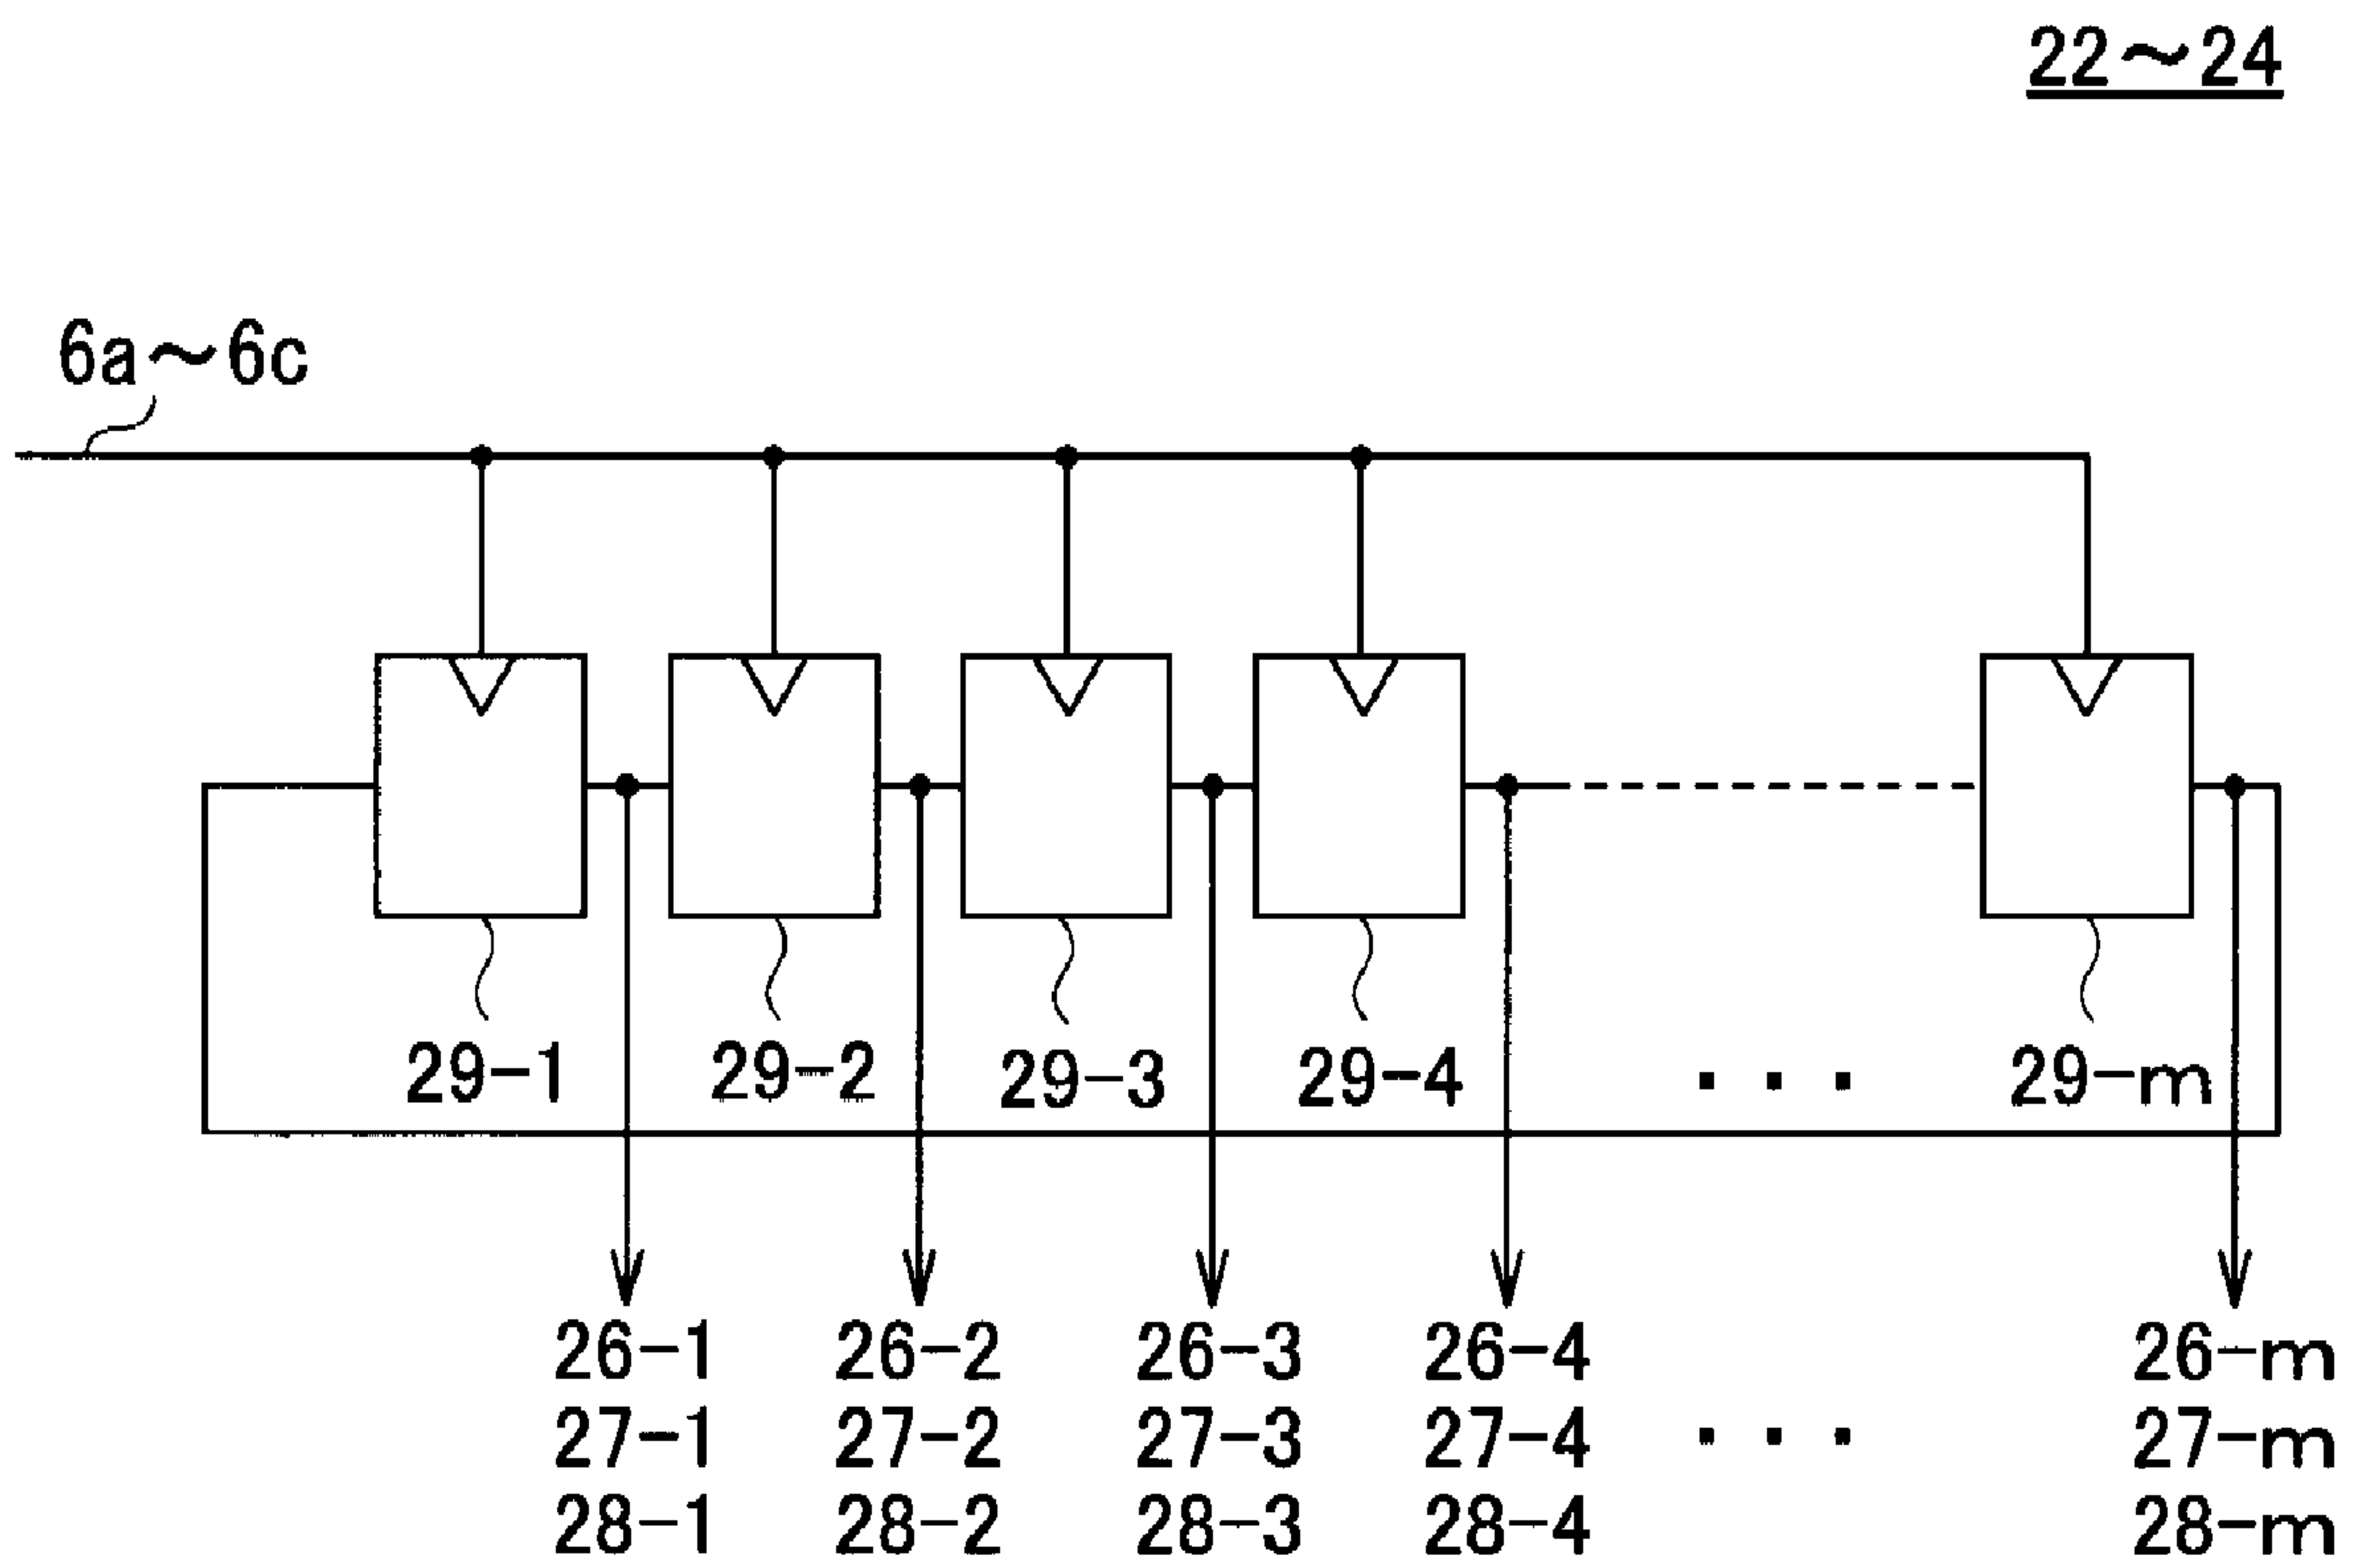 22～24
6a～6c
29-1 29-2 29-3 29-4 ... 29-m
26-1 26-2 26-3 26-4 26-m
27-1 27-2 27-3 27-4 ... 27-m
28-1 28-2 28-3 28-4 28-m